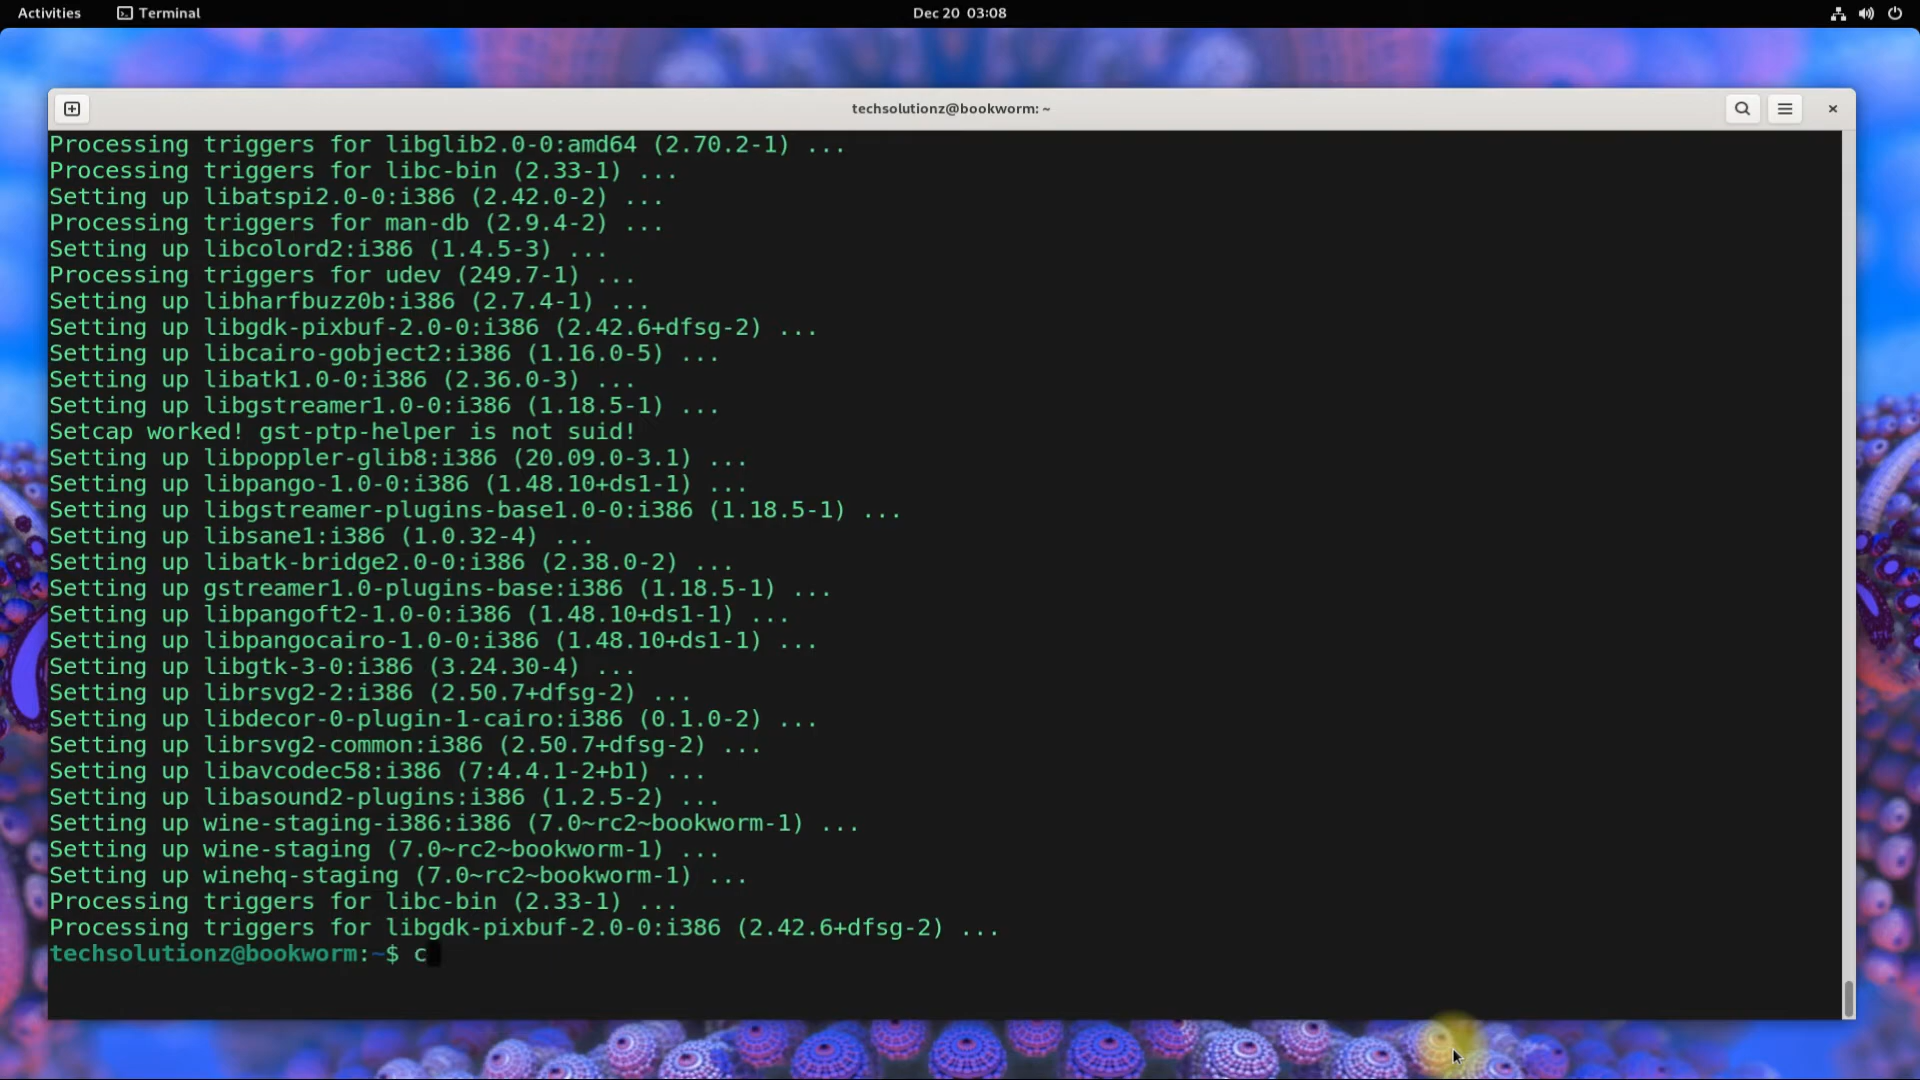 Activities Terminal Dec 20 03:08
techsolutionz@bookworm: ~
Processing triggers for libglib2.0-0:amd64 (2.70.2-1) ...
Processing triggers for libc-bin (2.33-1) ...
Setting up libatspi2.0-0:i386 (2.42.0-2) ...
Processing triggers for man-db (2.9.4-2) ...
Setting up libcolord2:i386 (1.4.5-3) ...
Processing triggers for udev (249.7-1) ...
Setting up libharfbuzz0b:i386 (2.7.4-1) ...
Setting up libgdk-pixbuf-2.0-0:i386 (2.42.6+dfsg-2) ...
Setting up libcairo-gobject2:i386 (1.16.0-5) ...
Setting up libatk1.0-0:i386 (2.36.0-3) ...
Setting up libgstreamer1.0-0:i386 (1.18.5-1) ...
Setcap worked! gst-ptp-helper is not suid!
Setting up libpoppler-glib8:i386 (20.09.0-3.1) ...
Setting up libpango-1.0-0:i386 (1.48.10+ds1-1) ...
Setting up libgstreamer-plugins-base1.0-0:i386 (1.18.5-1) ...
Setting up libsane1:i386 (1.0.32-4) ...
Setting up libatk-bridge2.0-0:i386 (2.38.0-2) ...
Setting up gstreamer1.0-plugins-base:i386 (1.18.5-1) ...
Setting up libpangoft2-1.0-0:i386 (1.48.10+ds1-1) ...
Setting up libpangocairo-1.0-0:i386 (1.48.10+ds1-1) ...
Setting up libgtk-3-0:i386 (3.24.30-4) ...
Setting up librsvg2-2:i386 (2.50.7+dfsg-2) ...
Setting up libdecor-0-plugin-1-cairo:i386 (0.1.0-2) ...
Setting up librsvg2-common:i386 (2.50.7+dfsg-2) ...
Setting up libavcodec58:i386 (7:4.4.1-2+b1) ...
Setting up libasound2-plugins:i386 (1.2.5-2) ...
Setting up wine-staging-i386:i386 (7.0~rc2~bookworm-1) ...
Setting up wine-staging (7.0~rc2~bookworm-1) ...
Setting up winehq-staging (7.0~rc2~bookworm-1) ...
Processing triggers for libc-bin (2.33-1) ...
Processing triggers for libgdk-pixbuf-2.0-0:i386 (2.42.6+dfsg-2) ...
techsolutionz@bookworm:~$ c